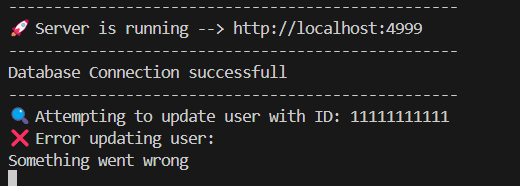 --------------------------------------------------
🚀 Server is running --> http://localhost:4999
--------------------------------------------------
Database Connection successfull
--------------------------------------------------
🔍 Attempting to update user with ID: 11111111111
❌ Error updating user:
Something went wrong